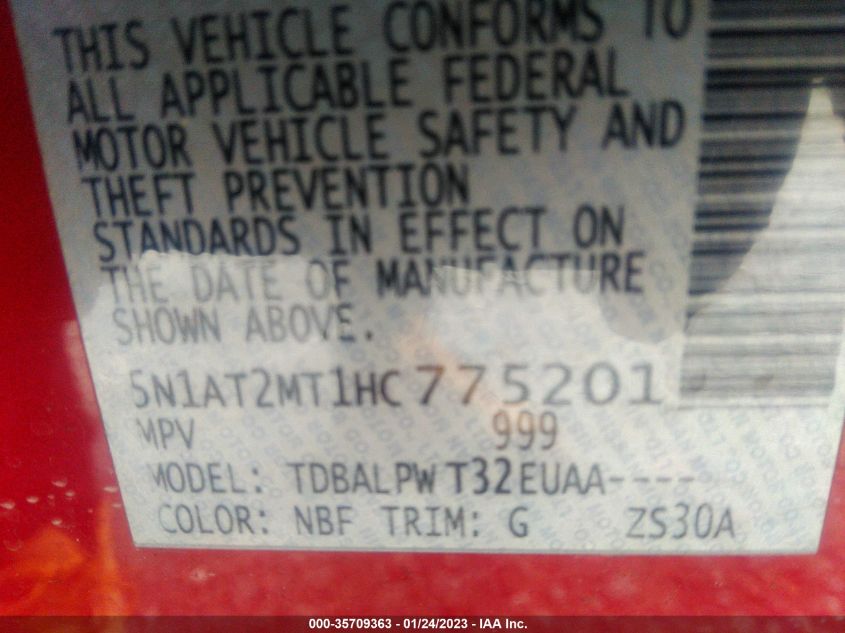 THIS VEHICLE CONFORMS TO
ALL APPLICABLE FEDERAL
MOTOR VEHICLE SAFETY AND
THEFT PREVENTION
STANDARDS IN EFFECT ON
THE DATE OF MANUFACTURE
SHOWN ABOVE.
5N1AT2MT1HC775201
MPV 999
MODEL: TDBALPW T32EUAA----
COLOR: NBF TRIM: G ZS30A
000-35709363 - 01/24/2023 - IAA Inc.